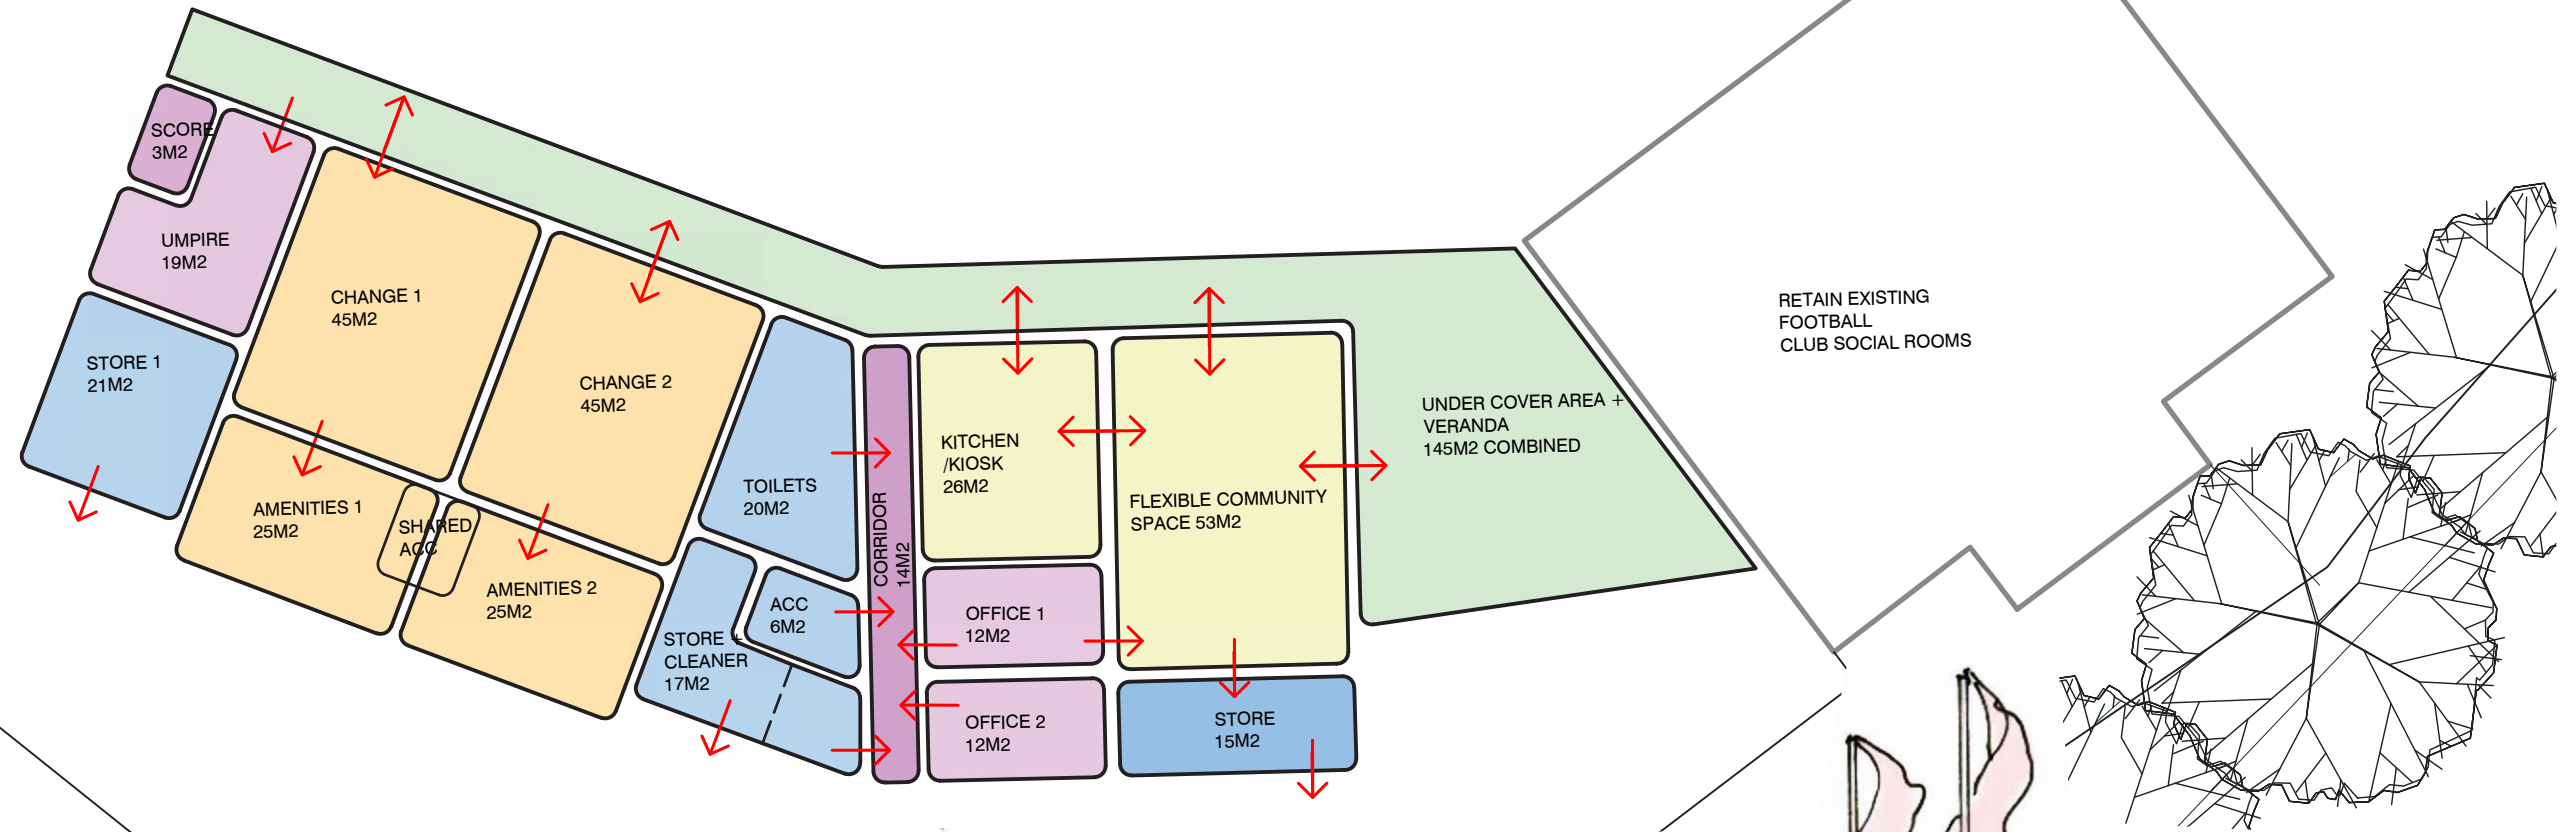 SCORE
3M2
UMPIRE
19M2
STORE 1
21M2
CHANGE 1
45M2
AMENITIES 1
25M2
SHARED
ACC
CHANGE 2
45M2
AMENITIES 2
25M2
TOILETS
20M2
ACC
6M2
STORE +
CLEANER
17M2
CORRIDOR
14M2
KITCHEN
/KIOSK
26M2
OFFICE 1
12M2
OFFICE 2
12M2
FLEXIBLE COMMUNITY
SPACE 53M2
STORE
15M2
UNDER COVER AREA +
VERANDA
145M2 COMBINED
RETAIN EXISTING
FOOTBALL
CLUB SOCIAL ROOMS